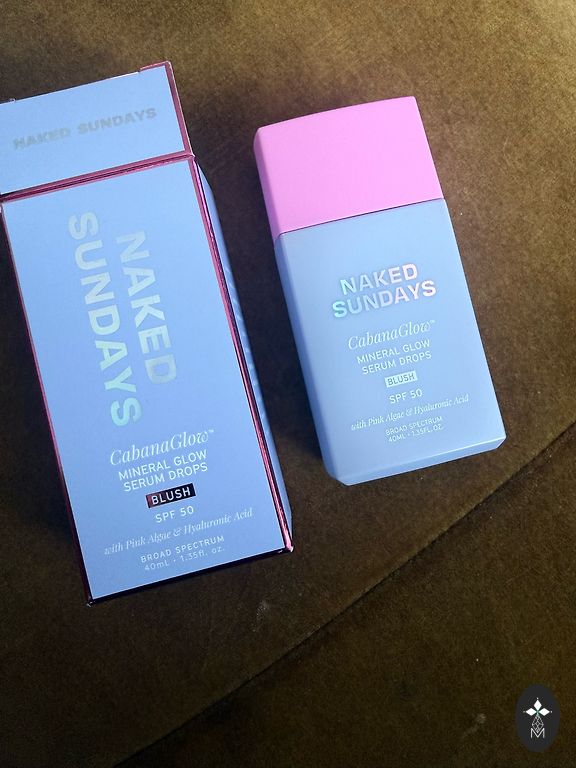 NAKED SUNDAYS
NAKED
SUNDAYS
CabanaGlow™
MINERAL GLOW
SERUM DROPS
BLUSH
SPF 50
with Pink Algae & Hyaluronic Acid
BROAD SPECTRUM
40mL • 1.35fl. oz.
NAKED
SUNDAYS
CabanaGlow™
MINERAL GLOW
SERUM DROPS
BLUSH
SPF 50
with Pink Algae & Hyaluronic Acid
BROAD SPECTRUM
40ML • 1.35FL. OZ.
M